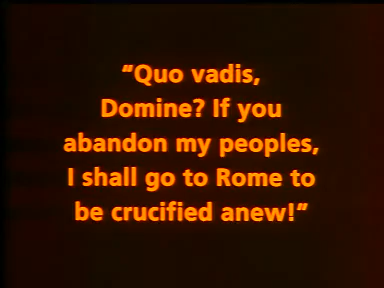 “Quo vadis,
Domine? If you
abandon my peoples,
I shall go to Rome to
be crucified anew!”